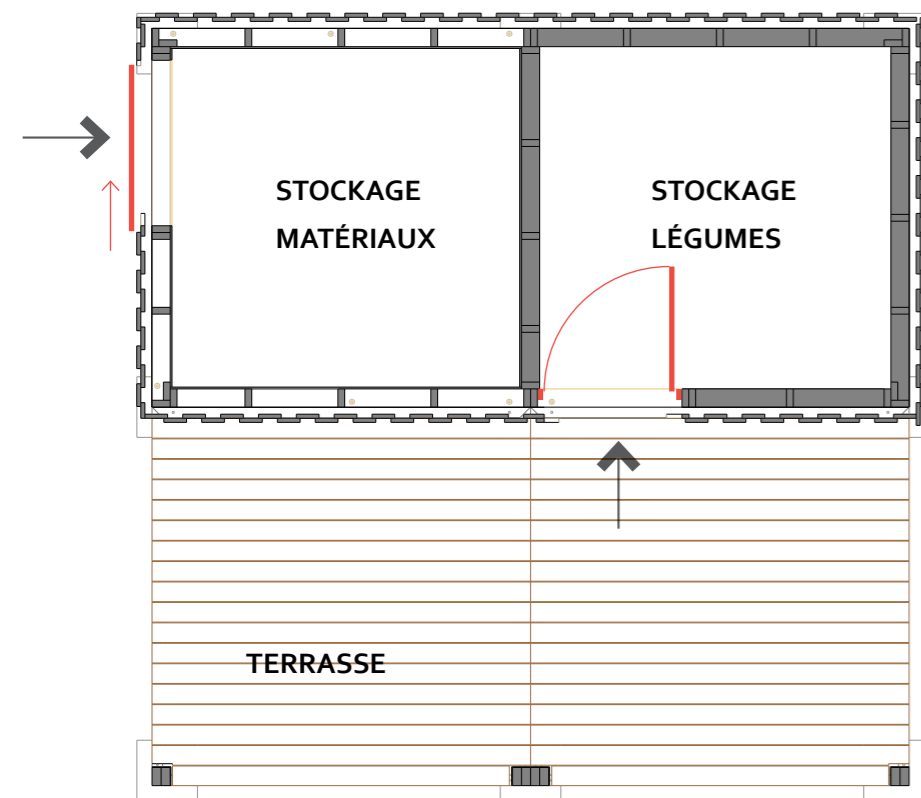 STOCKAGE
MATÉRIAUX
STOCKAGE
LÉGUMES
TERRASSE